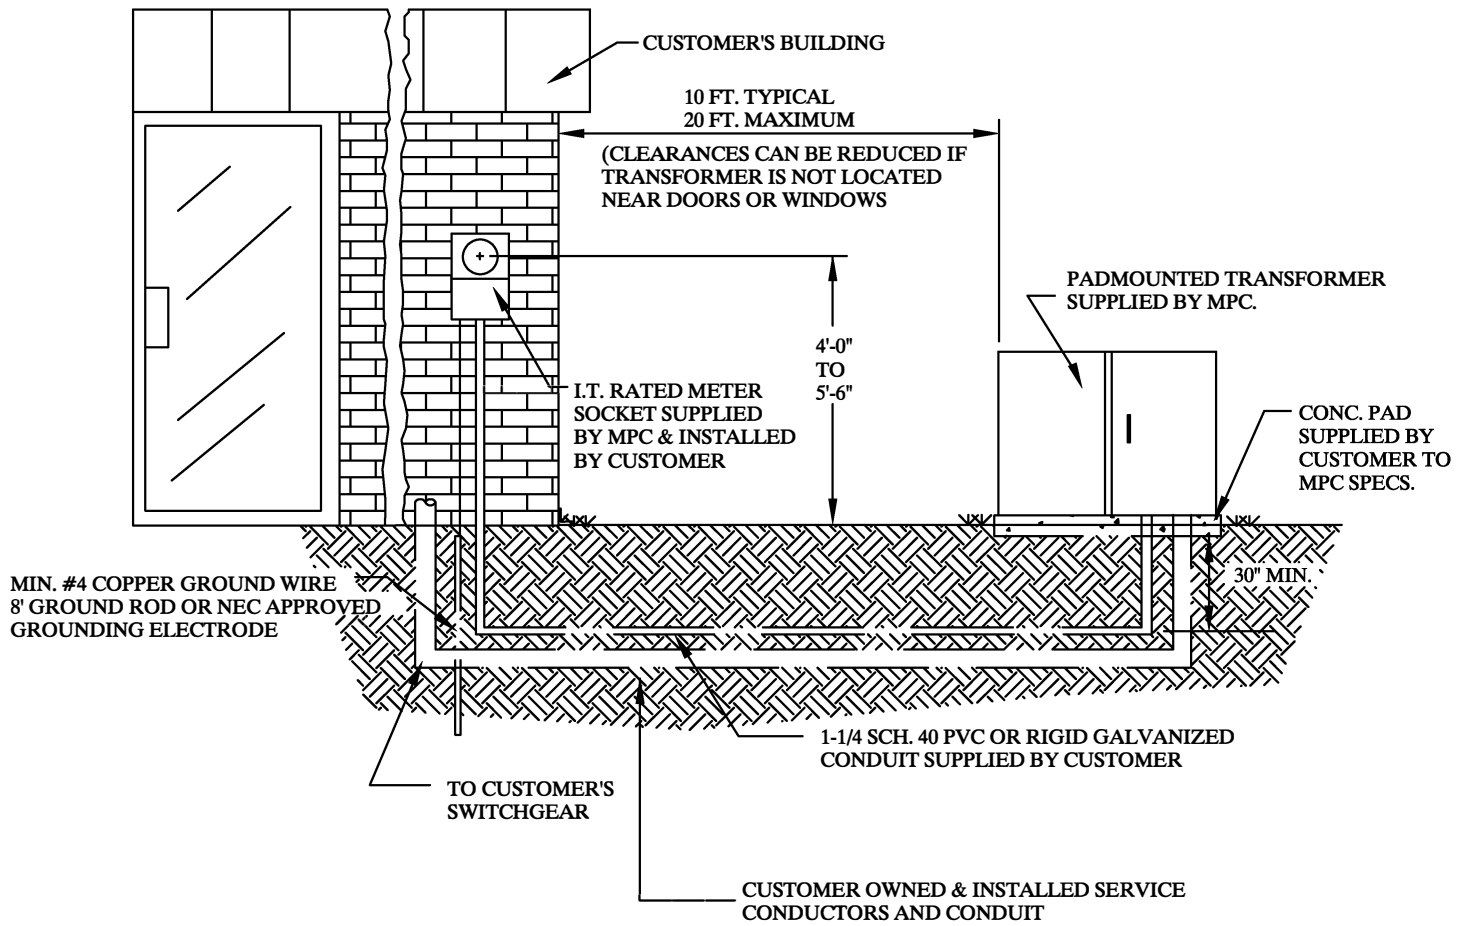 CUSTOMER'S BUILDING
10 FT. TYPICAL
20 FT. MAXIMUM
(CLEARANCES CAN BE REDUCED IF
TRANSFORMER IS NOT LOCATED
NEAR DOORS OR WINDOWS
PADMOUNTED TRANSFORMER
SUPPLIED BY MPC.
4'-0"
TO
5'-6"
I.T. RATED METER
SOCKET SUPPLIED
BY MPC & INSTALLED
BY CUSTOMER
CONC. PAD
SUPPLIED BY
CUSTOMER TO
MPC SPECS.
30" MIN.
MIN. #4 COPPER GROUND WIRE
8' GROUND ROD OR NEC APPROVED
GROUNDING ELECTRODE
1-1/4 SCH. 40 PVC OR RIGID GALVANIZED
CONDUIT SUPPLIED BY CUSTOMER
TO CUSTOMER'S
SWITCHGEAR
CUSTOMER OWNED & INSTALLED SERVICE
CONDUCTORS AND CONDUIT